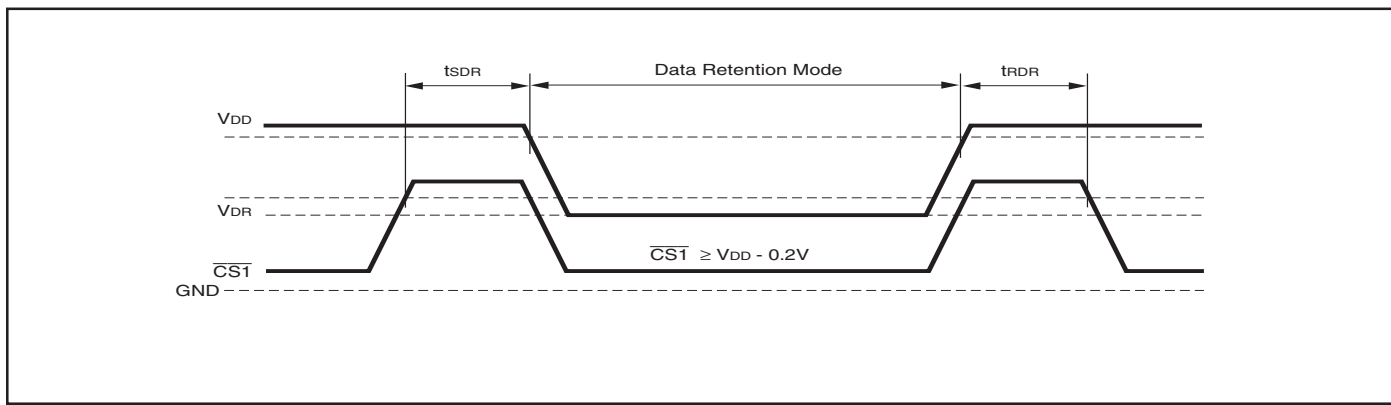 tSDR Data Retention Mode tRDR
VDD
VDR
CS1 ≥ VDD - 0.2V
CS1
GND